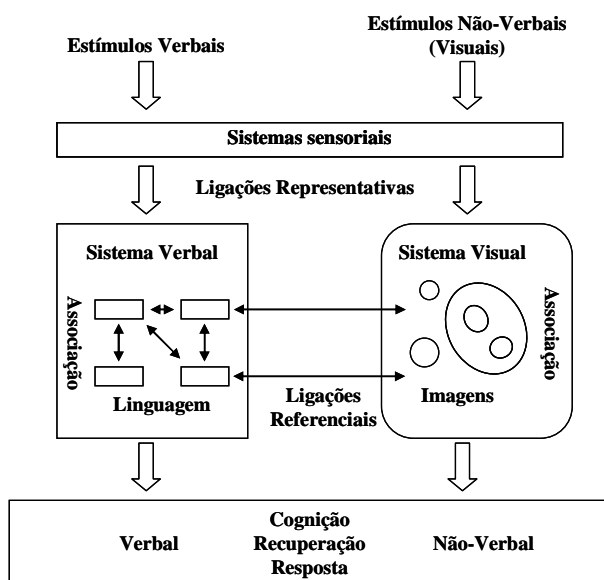 Estímulos Verbais
Estímulos Não-Verbais
(Visuais)
Sistemas sensoriais
Ligações Representativas
Sistema Verbal
Associação
Linguagem
Ligações
Referenciais
Sistema Visual
Associação
Imagens
Verbal
Cognição
Recuperação
Resposta
Não-Verbal